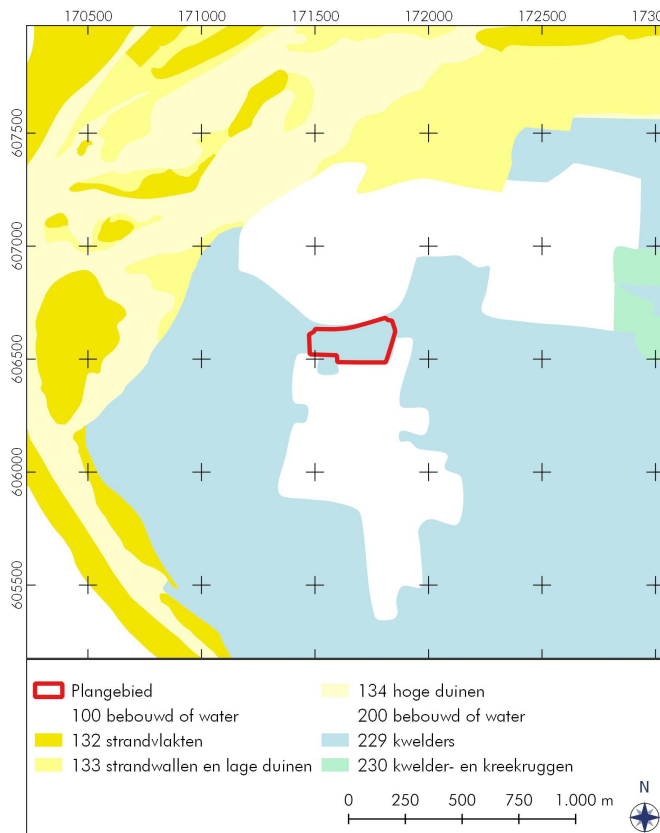 170500 171000 171500 172000 172500 1730
607500
607000
606500
606000
605500
Plangebied
100 bebouwd of water
132 strandvlakten
133 strandwallen en lage duinen
134 hoge duinen
200 bebouwd of water
229 kwelders
230 kwelder- en kreekruggen
0 250 500 750 1.000 m
N